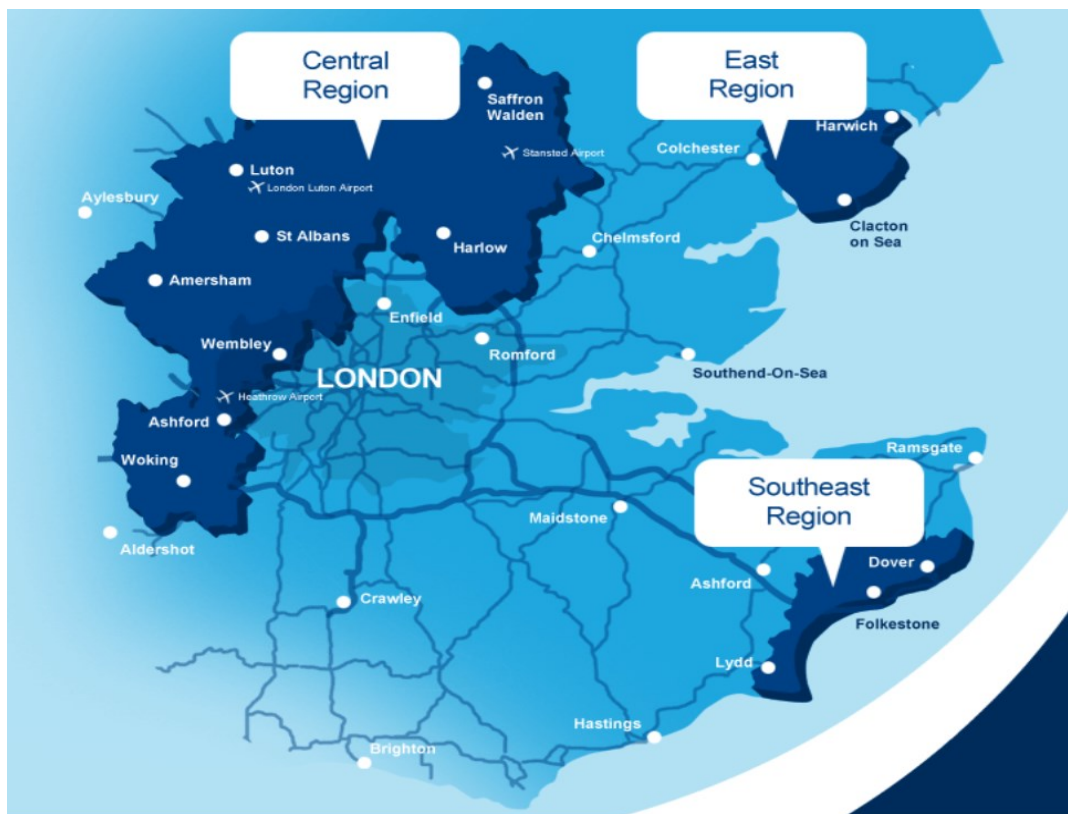 Central
Region
East
Region
Saffron
Walden
Harwich
Stansted Airport
Colchester
Luton
London Luton Airport
Aylesbury
Clacton
on Sea
St Albans
Harlow
Chelmsford
Amersham
Enfield
Wembley
Romford
Southend-On-Sea
LONDON
Heathrow Airport
Ashford
Woking
Ramsgate
Southeast
Region
Maidstone
Aldershot
Dover
Ashford
Crawley
Folkestone
Lydd
Hastings
Brighton